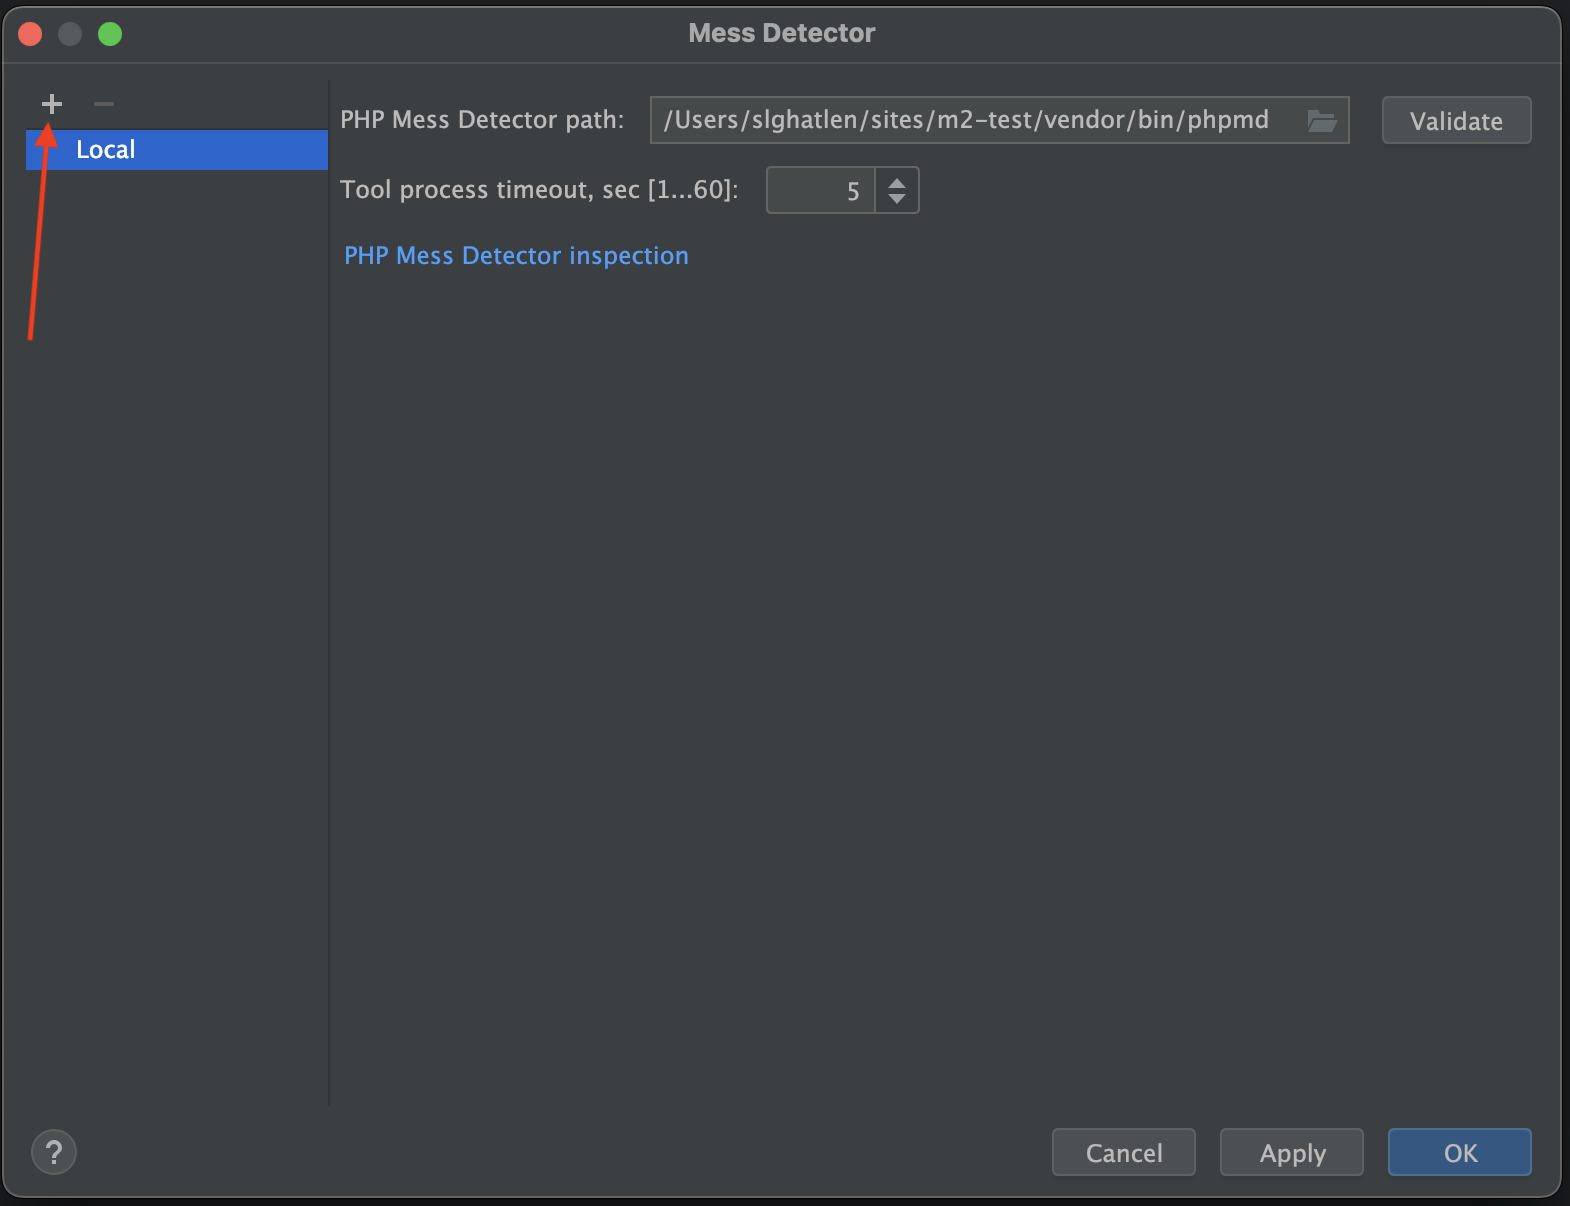 Mess Detector
Local
PHP Mess Detector path: /Users/slghatlen/sites/m2-test/vendor/bin/phpmd Validate
Tool process timeout, sec [1...60]: 5
PHP Mess Detector inspection
? Cancel Apply OK